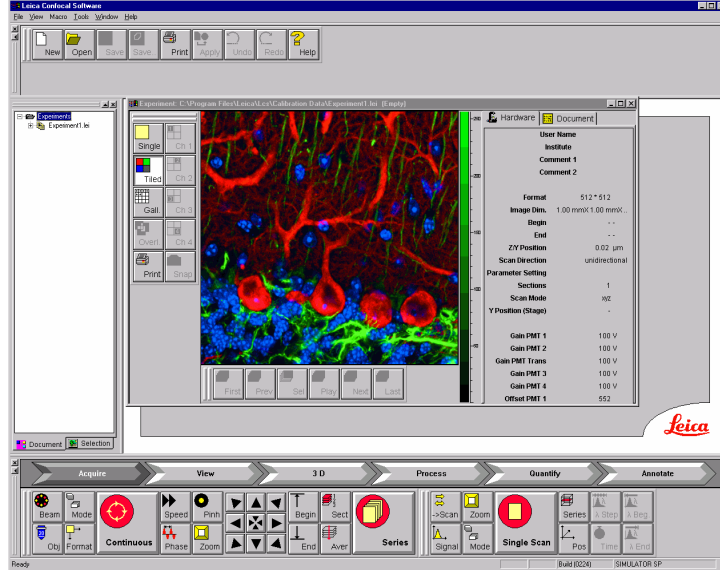 Leica Confocal Software
File View Macro Tools Window Help
New Open Save Save Print Apply Undo Redo Help
Experiment: C:\Program Files\Leica\Lcs\Calibration Data\Experiment1.lei (Empty)
Experiments
Experiment1.lei
Single Ch 1
Tiled Ch 2
Gall. Ch 3
Overl. Ch 4
Print Snap
First Prev Sel Play Next Last
Hardware Document
User Name
Institute
Comment 1
Comment 2
Format 512 * 512
Image Dim. 1.00 mmX 1.00 mmX...
Begin - -
End - -
Z/Y Position 0.02 µm
Scan Direction unidirectional
Parameter Setting
Sections 1
Scan Mode xyz
Y Position (Stage) -
Gain PMT 1 100 V
Gain PMT 2 100 V
Gain PMT Trans 100 V
Gain PMT 3 100 V
Gain PMT 4 100 V
Offset PMT 1 552
Leica
Document Selection
Acquire View 3 D Process Quantify Annotate
Beam Mode Continuous Speed Pinh Begin Sect Series ->Scan Zoom Single Scan Series λ Step λ Beg
Obj Format Phase Zoom End Aver Signal Mode Pos Time λ End
Ready Build (0224) SIMULATOR SP